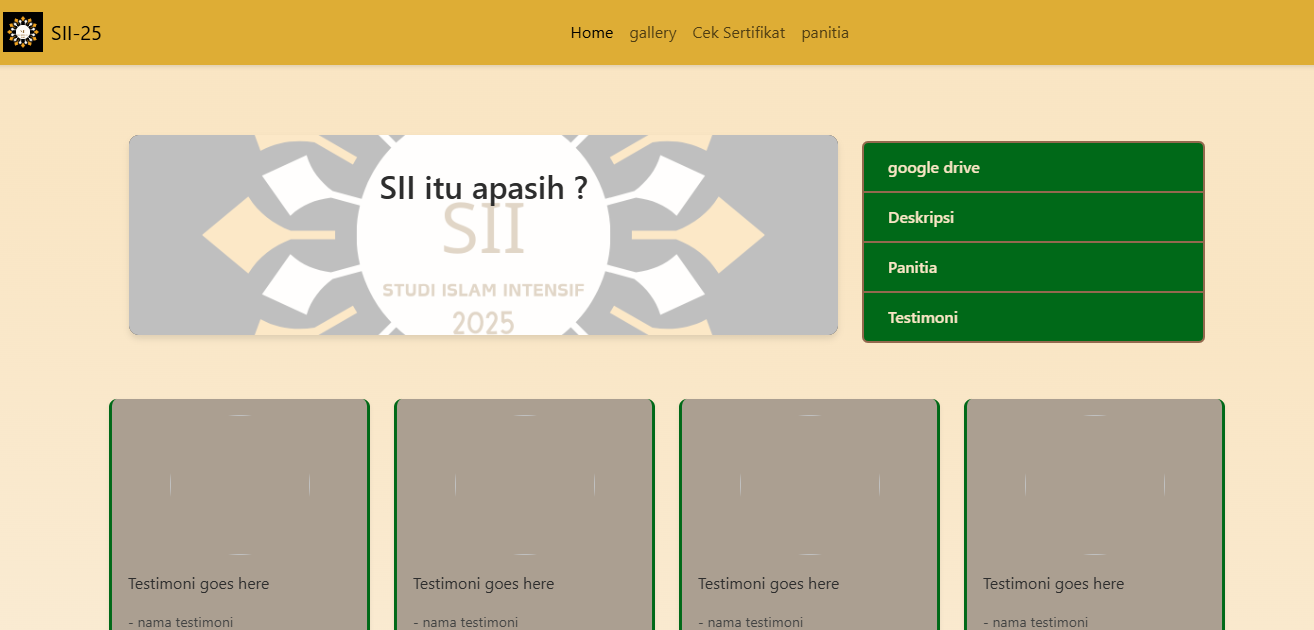 SII-25
Home gallery Cek Sertifikat panitia
SII itu apasih ?
SII
STUDI ISLAM INTENSIF
2025
google drive
Deskripsi
Panitia
Testimoni
Testimoni goes here
- nama testimoni
Testimoni goes here
- nama testimoni
Testimoni goes here
- nama testimoni
Testimoni goes here
- nama testimoni